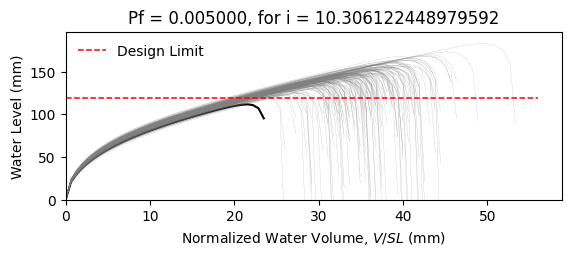 Pf = 0.005000, for i = 10.306122448979592
Design Limit
Water Level (mm)
150
100
50
0
0 10 20 30 40 50
Normalized Water Volume, V/SL (mm)